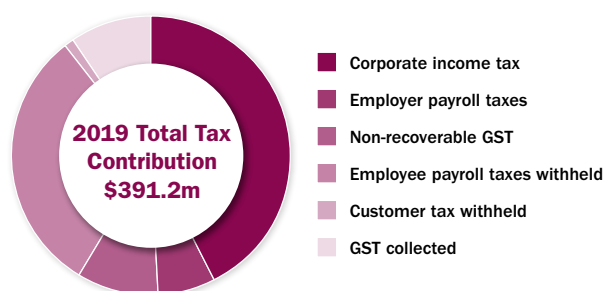 2019 Total Tax
Contribution
$391.2m
Corporate income tax
Employer payroll taxes
Non-recoverable GST
Employee payroll taxes withheld
Customer tax withheld
GST collected